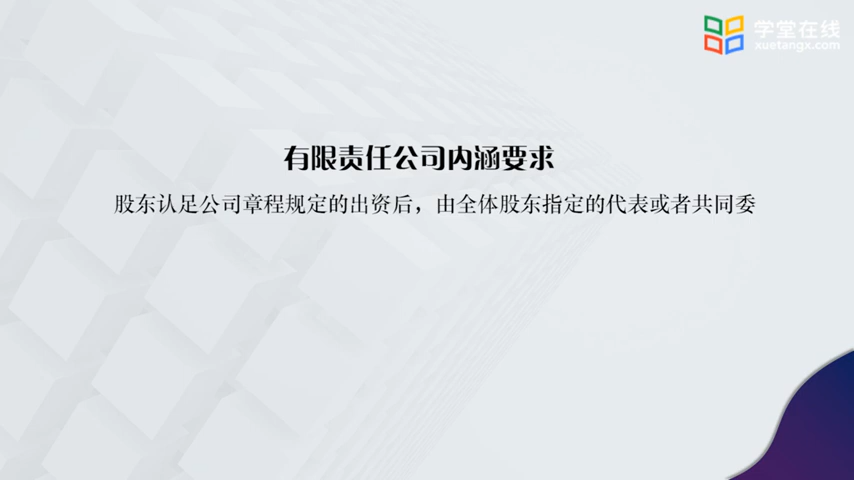 学堂在线
xuetangx.com
有限责任公司内涵要求
股东认足公司章程规定的出资后，由全体股东指定的代表或者共同委